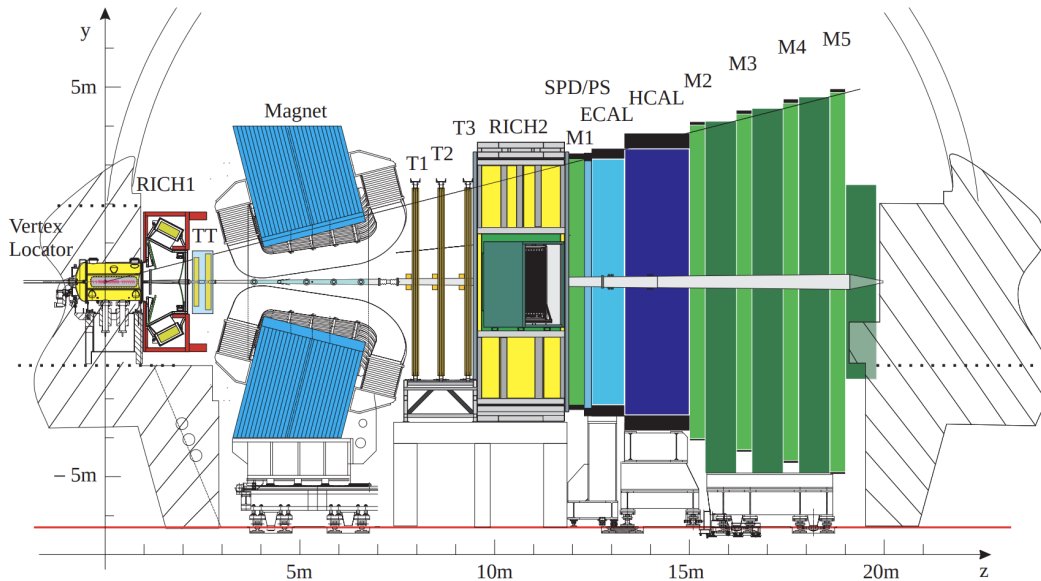 y
5m
Magnet
RICH1
Vertex
Locator
TT
T1
T2
T3
RICH2
M1
SPD/PS
ECAL
HCAL
M2
M3
M4
M5
– 5m
5m
10m
15m
20m
z